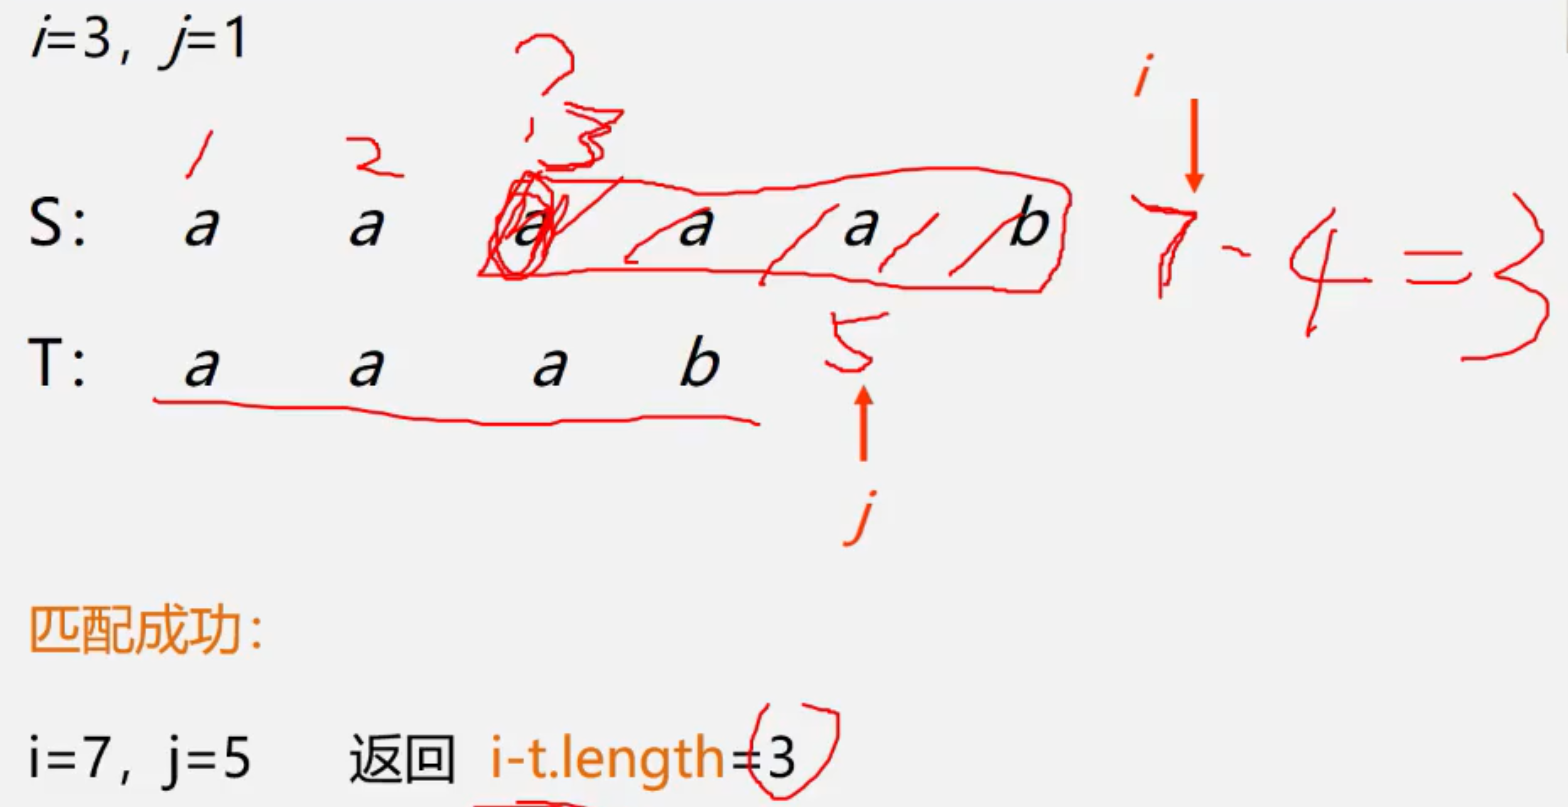 i=3，j=1
?
3
i
1 2
S: a a a a a b 7-4=3
T: a a a b 5
j
匹配成功：
i=7，j=5 返回 i-t.length=3